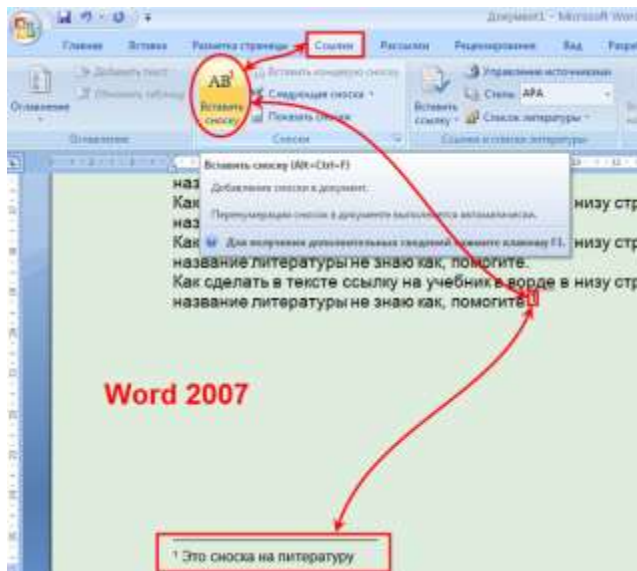 Документ1 - Microsoft Word
Главная Вставка Разметка страницы Ссылки Рассылки Рецензирование Вид
Оглавление
Добавить текст
Обновить таблицу
Оглавление
AB¹
Вставить сноску
Вставить концевую сноску
Следующая сноска
Показать сноски
Сноски
Вставить ссылку
Управление источниками
Стиль: APA
Список литературы
Ссылки и списки литературы
Вставить сноску (Alt+Ctrl+F)
Добавление сноски в документ.
Перенумерация сносок в документе выполняется автоматически.
Для получения дополнительных сведений нажмите клавишу F1.
наз
Как низу стр
наз
Как низу стр
название литературы не знаю как, помогите.
Как сделать в тексте ссылку на учебник в ворде в низу стр
название литературы не знаю как, помогите.1
Word 2007
¹ Это сноска на литературу